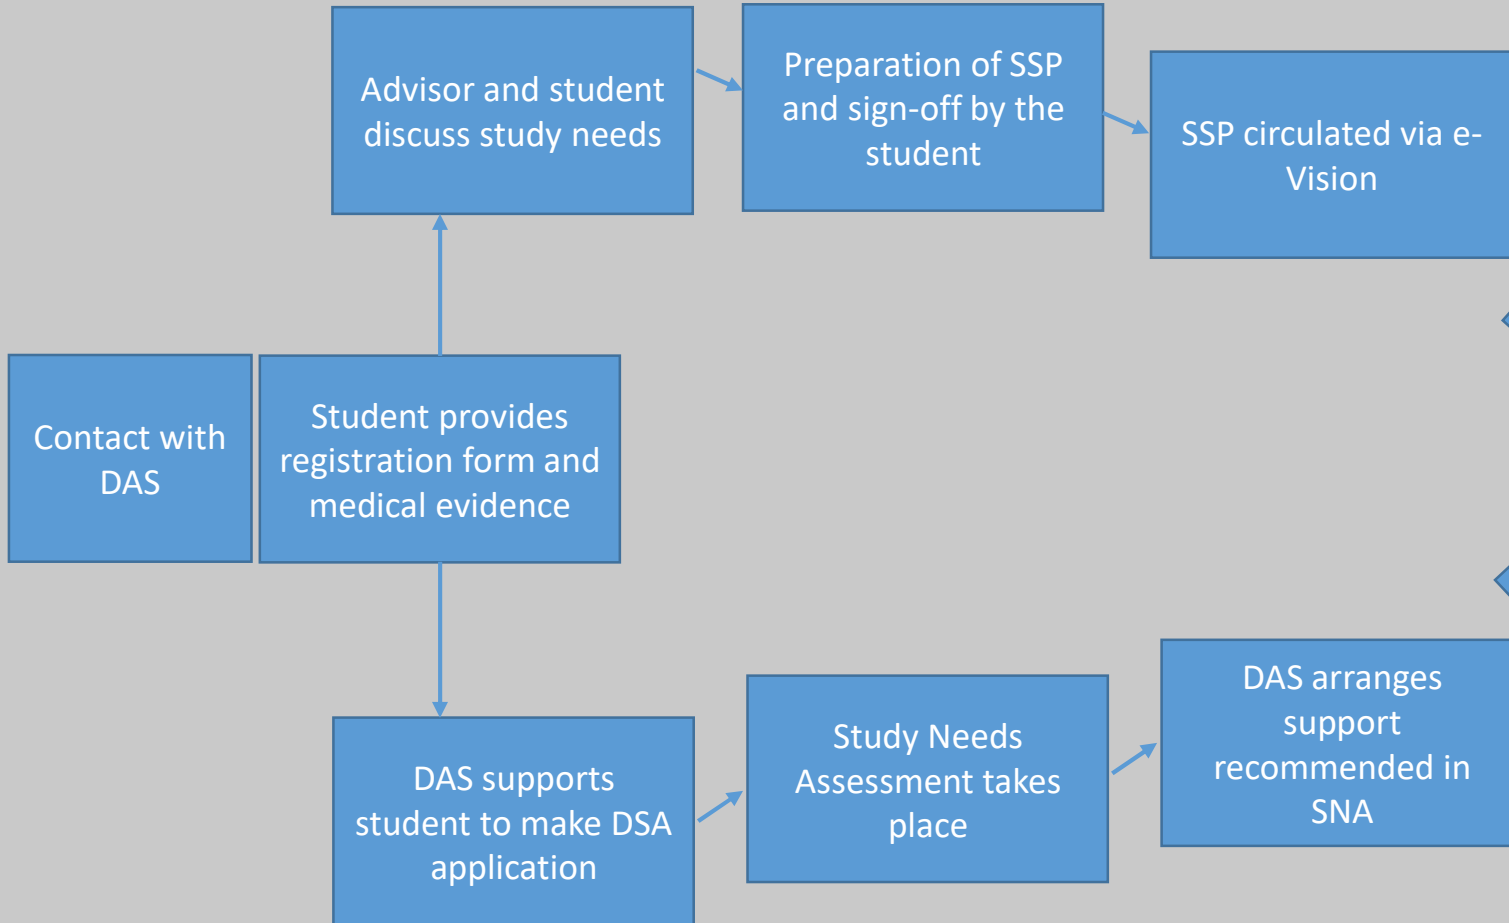 Advisor and student
discuss study needs
Preparation of SSP
and sign-off by the
student
SSP circulated via e-
Vision
Contact with
DAS
Student provides
registration form and
medical evidence
DAS supports
student to make DSA
application
Study Needs
Assessment takes
place
DAS arranges
support
recommended in
SNA